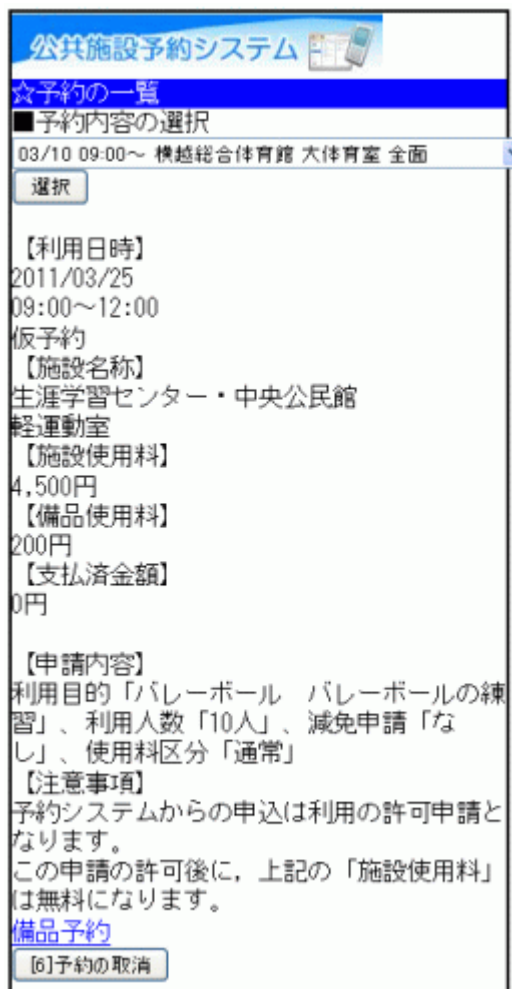 公共施設予約システム
☆予約の一覧
■予約内容の選択
03/10 09:00～ 横越総合体育館 大体育室 全面
選択
【利用日時】
2011/03/25
09:00～12:00
仮予約
【施設名称】
生涯学習センター・中央公民館
軽運動室
【施設使用料】
4,500円
【備品使用料】
200円
【支払済金額】
0円
【申請内容】
利用目的「バレーボール　バレーボールの練
習」、利用人数「10人」、減免申請「な
し」、使用料区分「通常」
【注意事項】
予約システムからの申込は利用の許可申請と
なります。
この申請の許可後に，上記の「施設使用料」
は無料になります。
備品予約
[6]予約の取消